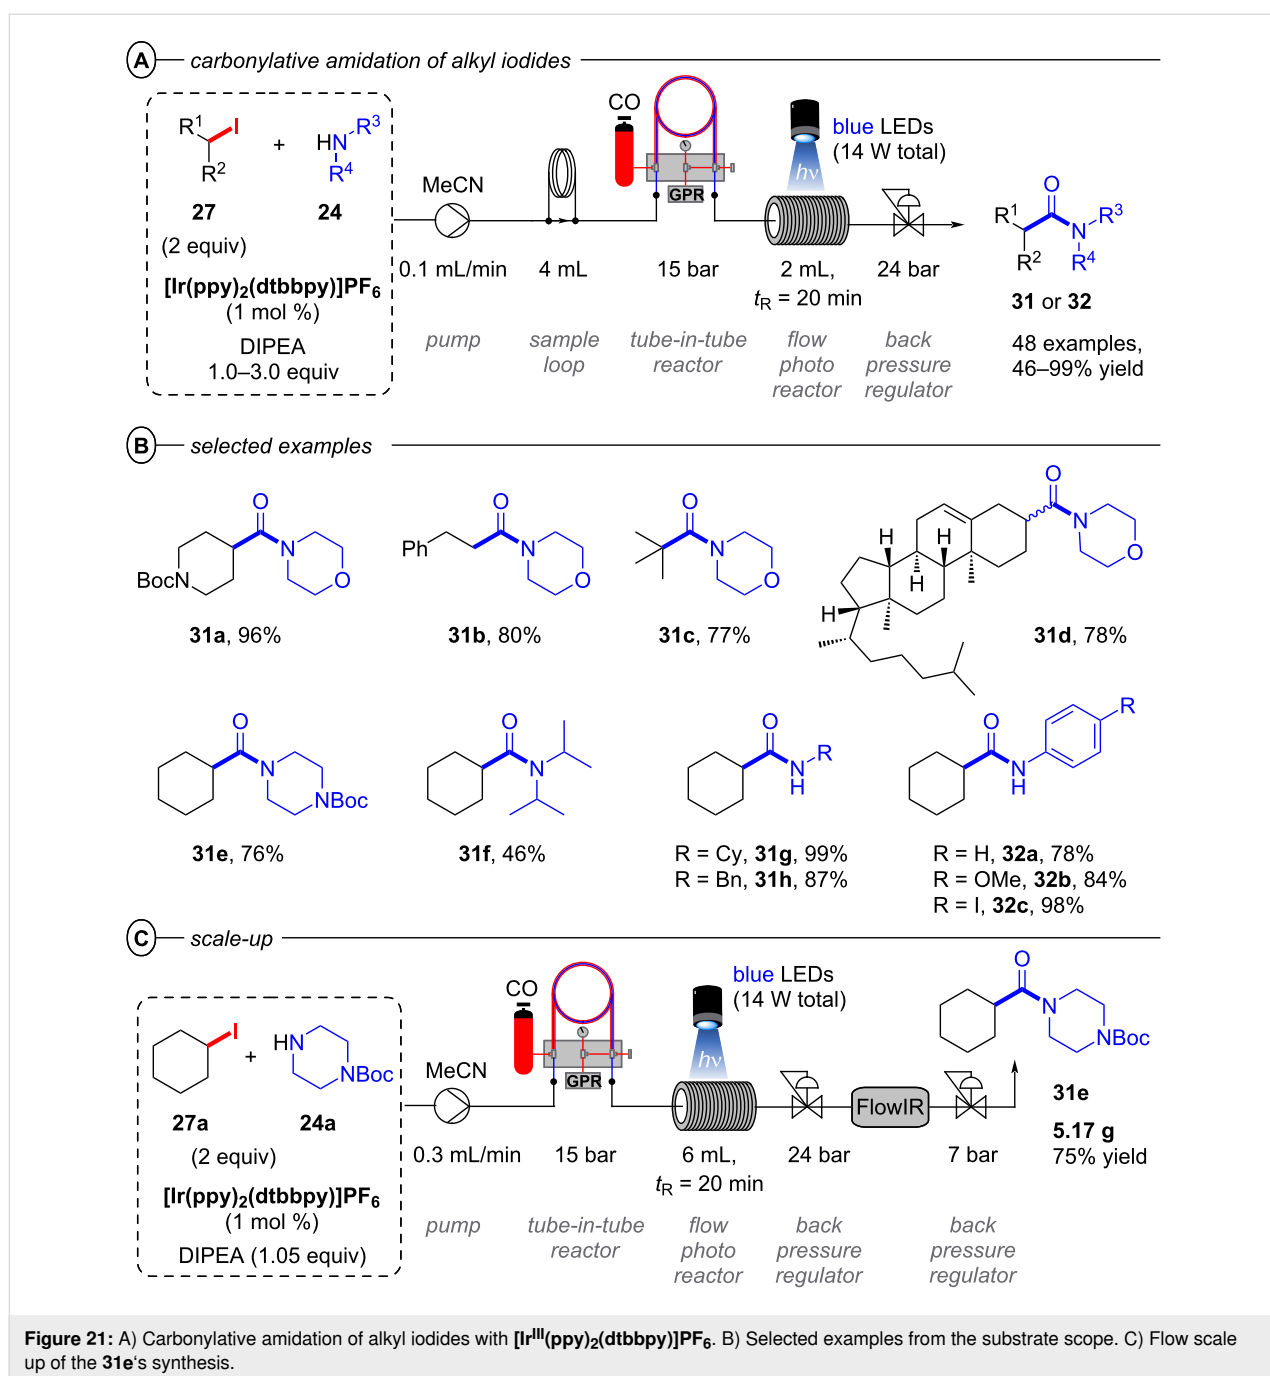 A carbonylative amidation of alkyl iodides
R1 I
R2
+
HN R3
R4
27 24
(2 equiv)
[Ir(ppy)2(dtbbpy)]PF6
(1 mol %)
DIPEA
1.0–3.0 equiv
MeCN
0.1 mL/min
pump
4 mL
sample
loop
CO
GPR
15 bar
tube-in-tube
reactor
blue LEDs
(14 W total)
hν
2 mL,
tR = 20 min
flow
photo
reactor
24 bar
back
pressure
regulator
O
R1 N R3
R2 R4
31 or 32
48 examples,
46–99% yield
B selected examples
O
N
BocN O
31a, 96%
O
Ph N
O
31b, 80%
O
N
O
31c, 77%
O
N
O
H H
H
H
31d, 78%
O
N
NBoc
31e, 76%
O
N
31f, 46%
O
N R
H
R = Cy, 31g, 99%
R = Bn, 31h, 87%
O R
N
H
R = H, 32a, 78%
R = OMe, 32b, 84%
R = I, 32c, 98%
C scale-up
I
+
H
N
NBoc
27a 24a
(2 equiv)
[Ir(ppy)2(dtbbpy)]PF6
(1 mol %)
DIPEA (1.05 equiv)
MeCN
0.3 mL/min
pump
CO
GPR
15 bar
tube-in-tube
reactor
blue LEDs
(14 W total)
hν
6 mL,
tR = 20 min
flow
photo
reactor
24 bar
back
pressure
regulator
FlowIR
7 bar
back
pressure
regulator
O
N
NBoc
31e
5.17 g
75% yield
Figure 21: A) Carbonylative amidation of alkyl iodides with [IrIII(ppy)2(dtbbpy)]PF6. B) Selected examples from the substrate scope. C) Flow scale
up of the 31e‘s synthesis.